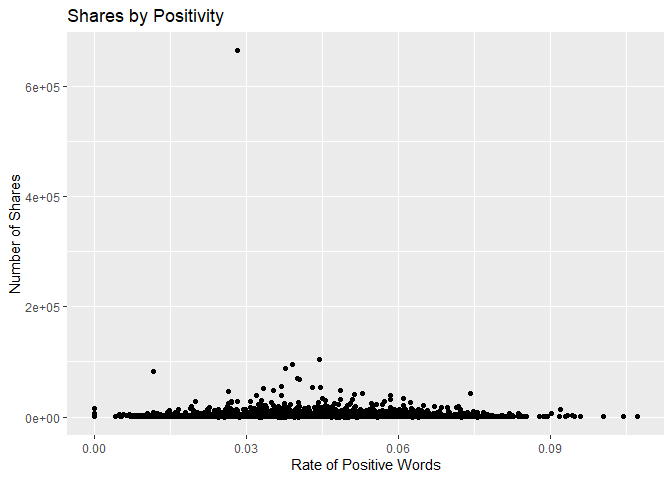 Shares by Positivity
Number of Shares
6e+05
4e+05
2e+05
0e+00
0.00 0.03 0.06 0.09
Rate of Positive Words